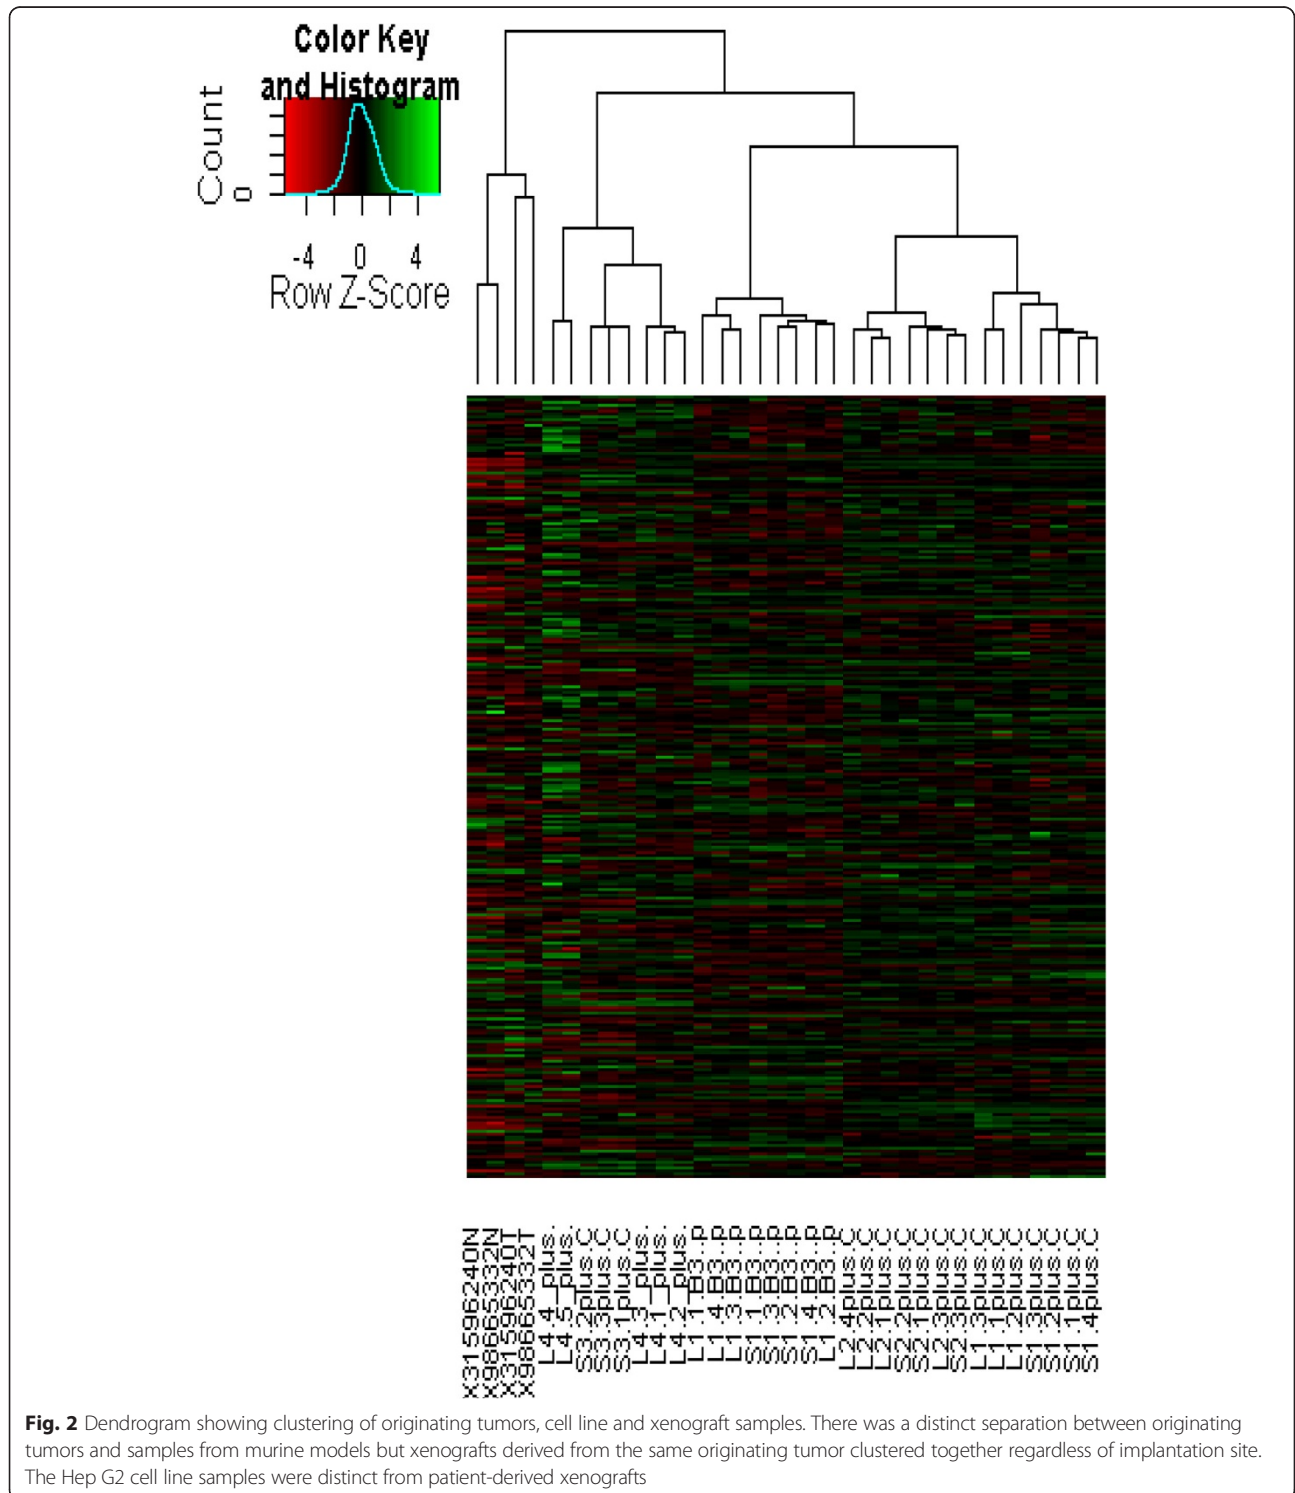 Color Key
and Histogram
Count
0
-4 0 4
Row Z-Score
X31596240N
X98665332N
X31596240T
X98665332T
L4.4_plus.
L4.5_plus.
S3.2plus.C
S3.3plus.C
S3.1plus.C
L4.3_plus.
L4.1_plus.
L4.2_plus.
L1.1.B3..p
L1.4.B3..p
L1.3.B3..p
S1.1.B3..p
S1.3.B3..p
S1.2.B3..p
S1.4.B3..p
L1.2.B3..p
L2.4plus.C
L2.2plus.C
L2.1plus.C
S2.2plus.C
S2.1plus.C
L2.3plus.C
S2.3plus.C
L1.3plus.C
L1.1plus.C
L1.2plus.C
S1.3plus.C
S1.2plus.C
S1.1plus.C
S1.4plus.C
Fig. 2 Dendrogram showing clustering of originating tumors, cell line and xenograft samples. There was a distinct separation between originating
tumors and samples from murine models but xenografts derived from the same originating tumor clustered together regardless of implantation site.
The Hep G2 cell line samples were distinct from patient-derived xenografts